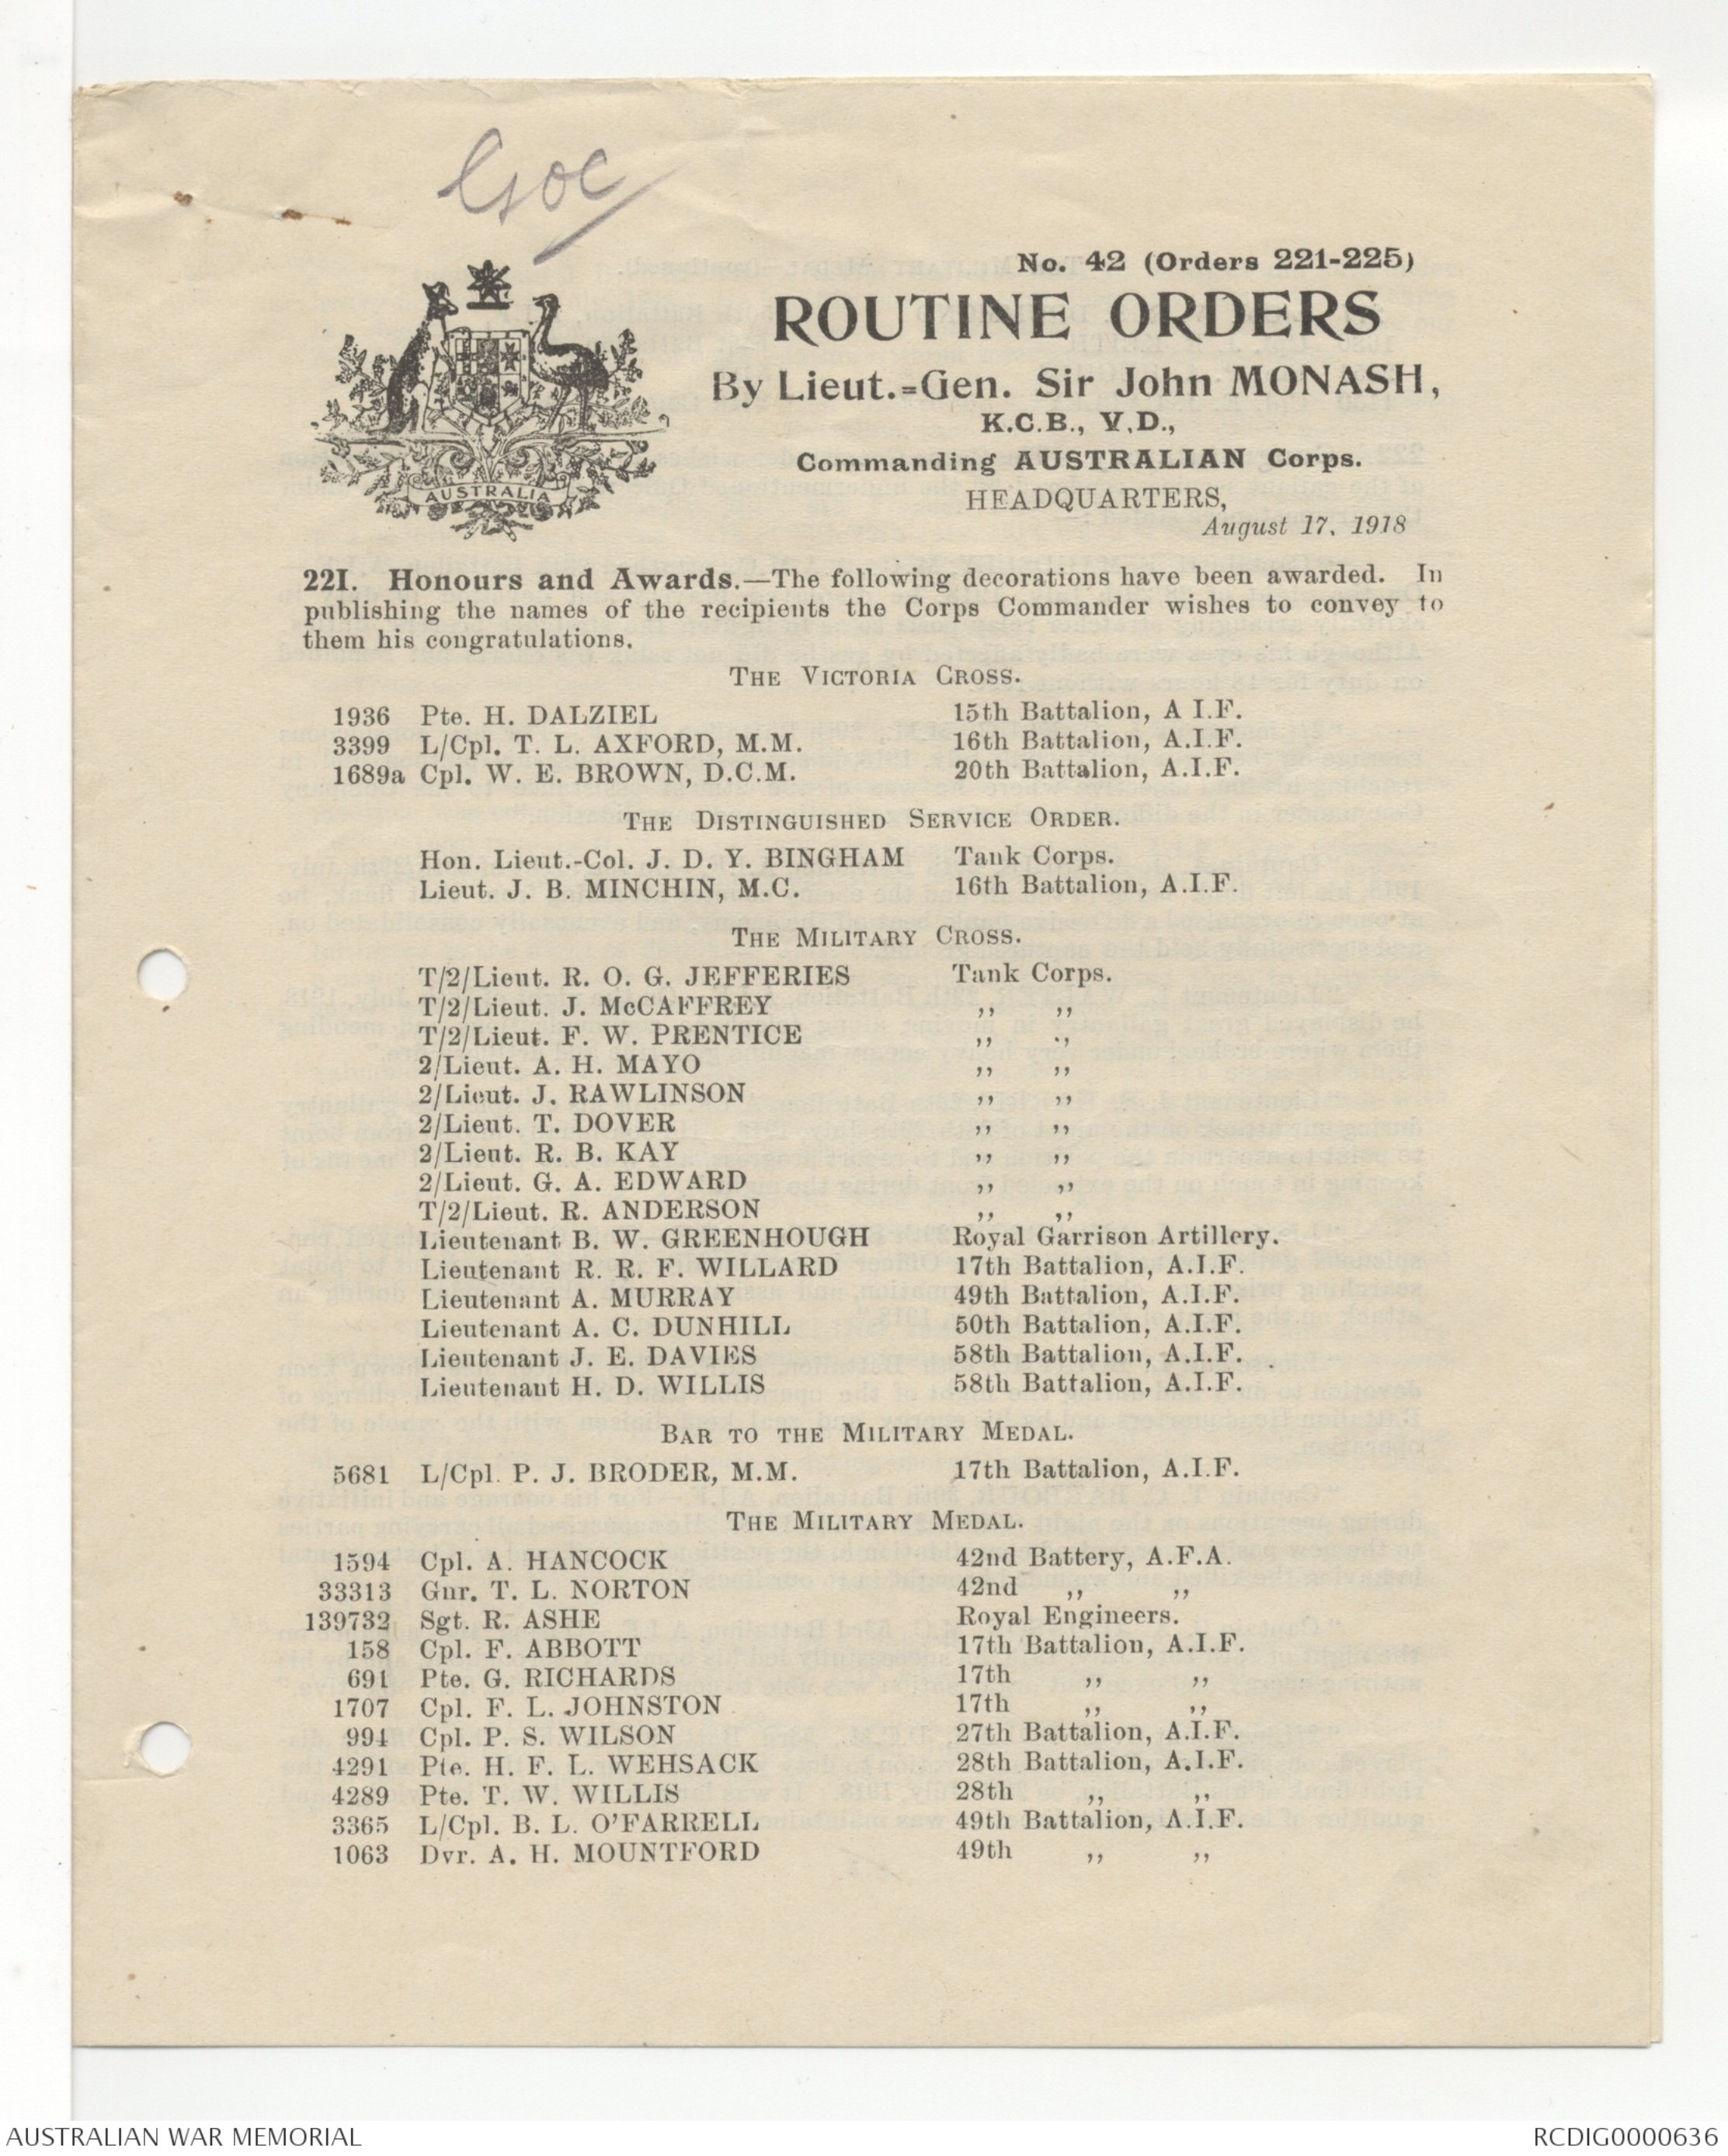 GOC
No. 42 (Orders 221-225)
ROUTINE ORDERS
By Lieut.=Gen. Sir John MONASH,
K.C.B., V.D.,
Commanding AUSTRALIAN Corps.
HEADQUARTERS,
August 17, 1918
AUSTRALIA
221. Honours and Awards.—The following decorations have been awarded. In
publishing the names of the recipients the Corps Commander wishes to convey to
them his congratulations.
THE VICTORIA CROSS.
1936 Pte. H. DALZIEL 15th Battalion, A I.F.
3399 L/Cpl. T. L. AXFORD, M.M. 16th Battalion, A.I.F.
1689a Cpl. W. E. BROWN, D.C.M. 20th Battalion, A.I.F.
THE DISTINGUISHED SERVICE ORDER.
Hon. Lieut.-Col. J. D. Y. BINGHAM Tank Corps.
Lieut. J. B. MINCHIN, M.C. 16th Battalion, A.I.F.
THE MILITARY CROSS.
T/2/Lieut. R. O. G. JEFFERIES Tank Corps.
T/2/Lieut. J. McCAFFREY ,, ,,
T/2/Lieut. F. W. PRENTICE ,, ,,
2/Lieut. A. H. MAYO ,, ,,
2/Lieut. J. RAWLINSON ,, ,,
2/Lieut. T. DOVER ,, ,,
2/Lieut. R. B. KAY ,, ,,
2/Lieut. G. A. EDWARD ,, ,,
T/2/Lieut. R. ANDERSON ,, ,,
Lieutenant B. W. GREENHOUGH Royal Garrison Artillery.
Lieutenant R. R. F. WILLARD 17th Battalion, A.I.F.
Lieutenant A. MURRAY 49th Battalion, A.I.F.
Lieutenant A. C. DUNHILL 50th Battalion, A.I.F.
Lieutenant J. E. DAVIES 58th Battalion, A.I.F.
Lieutenant H. D. WILLIS 58th Battalion, A.I.F.
BAR TO THE MILITARY MEDAL.
5681 L/Cpl. P. J. BRODER, M.M. 17th Battalion, A.I.F.
THE MILITARY MEDAL.
1594 Cpl. A. HANCOCK 42nd Battery, A.F.A.
33313 Gnr. T. L. NORTON 42nd ,, ,,
139732 Sgt. R. ASHE Royal Engineers.
158 Cpl. F. ABBOTT 17th Battalion, A.I.F.
691 Pte. G. RICHARDS 17th ,, ,,
1707 Cpl. F. L. JOHNSTON 17th ,, ,,
994 Cpl. P. S. WILSON 27th Battalion, A.I.F.
4291 Pte. H. F. L. WEHSACK 28th Battalion, A.I.F.
4289 Pte. T. W. WILLIS 28th ,, ,,
3365 L/Cpl. B. L. O'FARRELL 49th Battalion, A.I.F.
1063 Dvr. A. H. MOUNTFORD 49th ,, ,,
AUSTRALIAN WAR MEMORIAL
RCDIG0000636